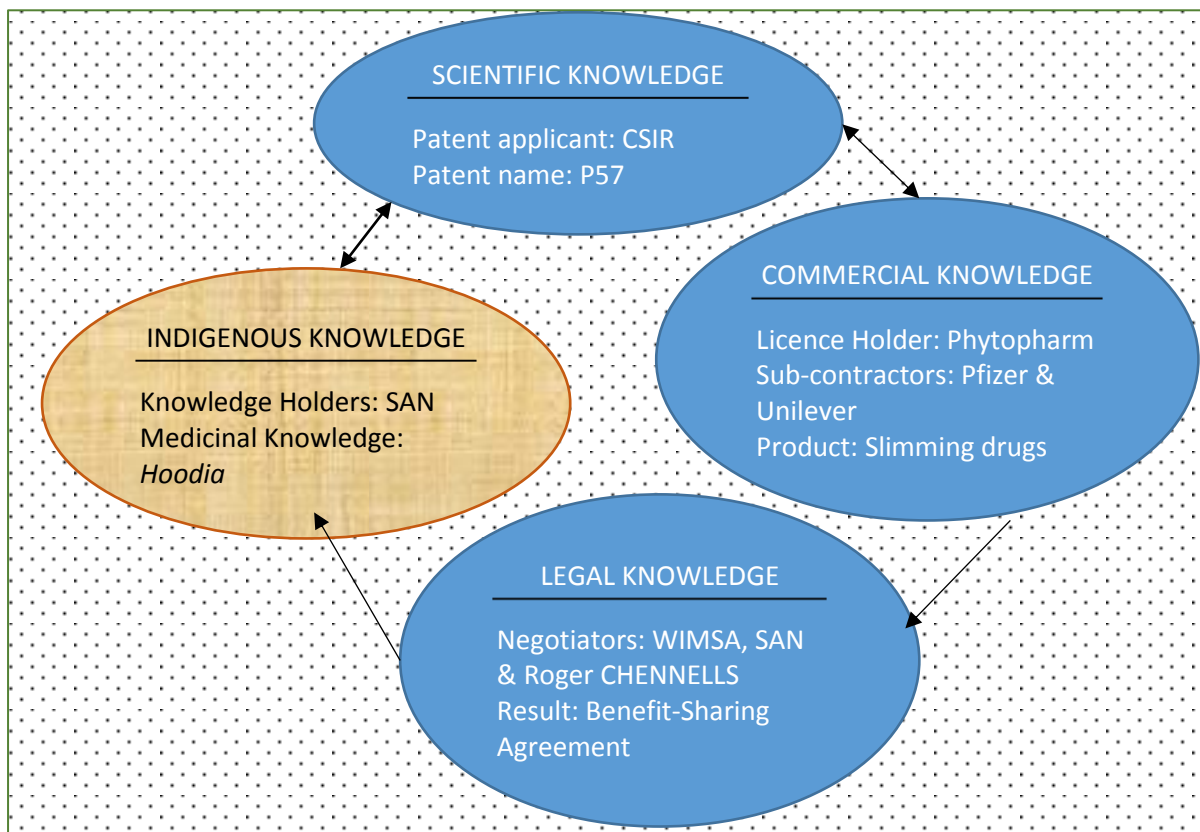 SCIENTIFIC KNOWLEDGE
Patent applicant: CSIR
Patent name: P57
COMMERCIAL KNOWLEDGE
Licence Holder: Phytopharm
Sub-contractors: Pfizer &
Unilever
Product: Slimming drugs
INDIGENOUS KNOWLEDGE
Knowledge Holders: SAN
Medicinal Knowledge:
Hoodia
LEGAL KNOWLEDGE
Negotiators: WIMSA, SAN
& Roger CHENNELLS
Result: Benefit-Sharing
Agreement